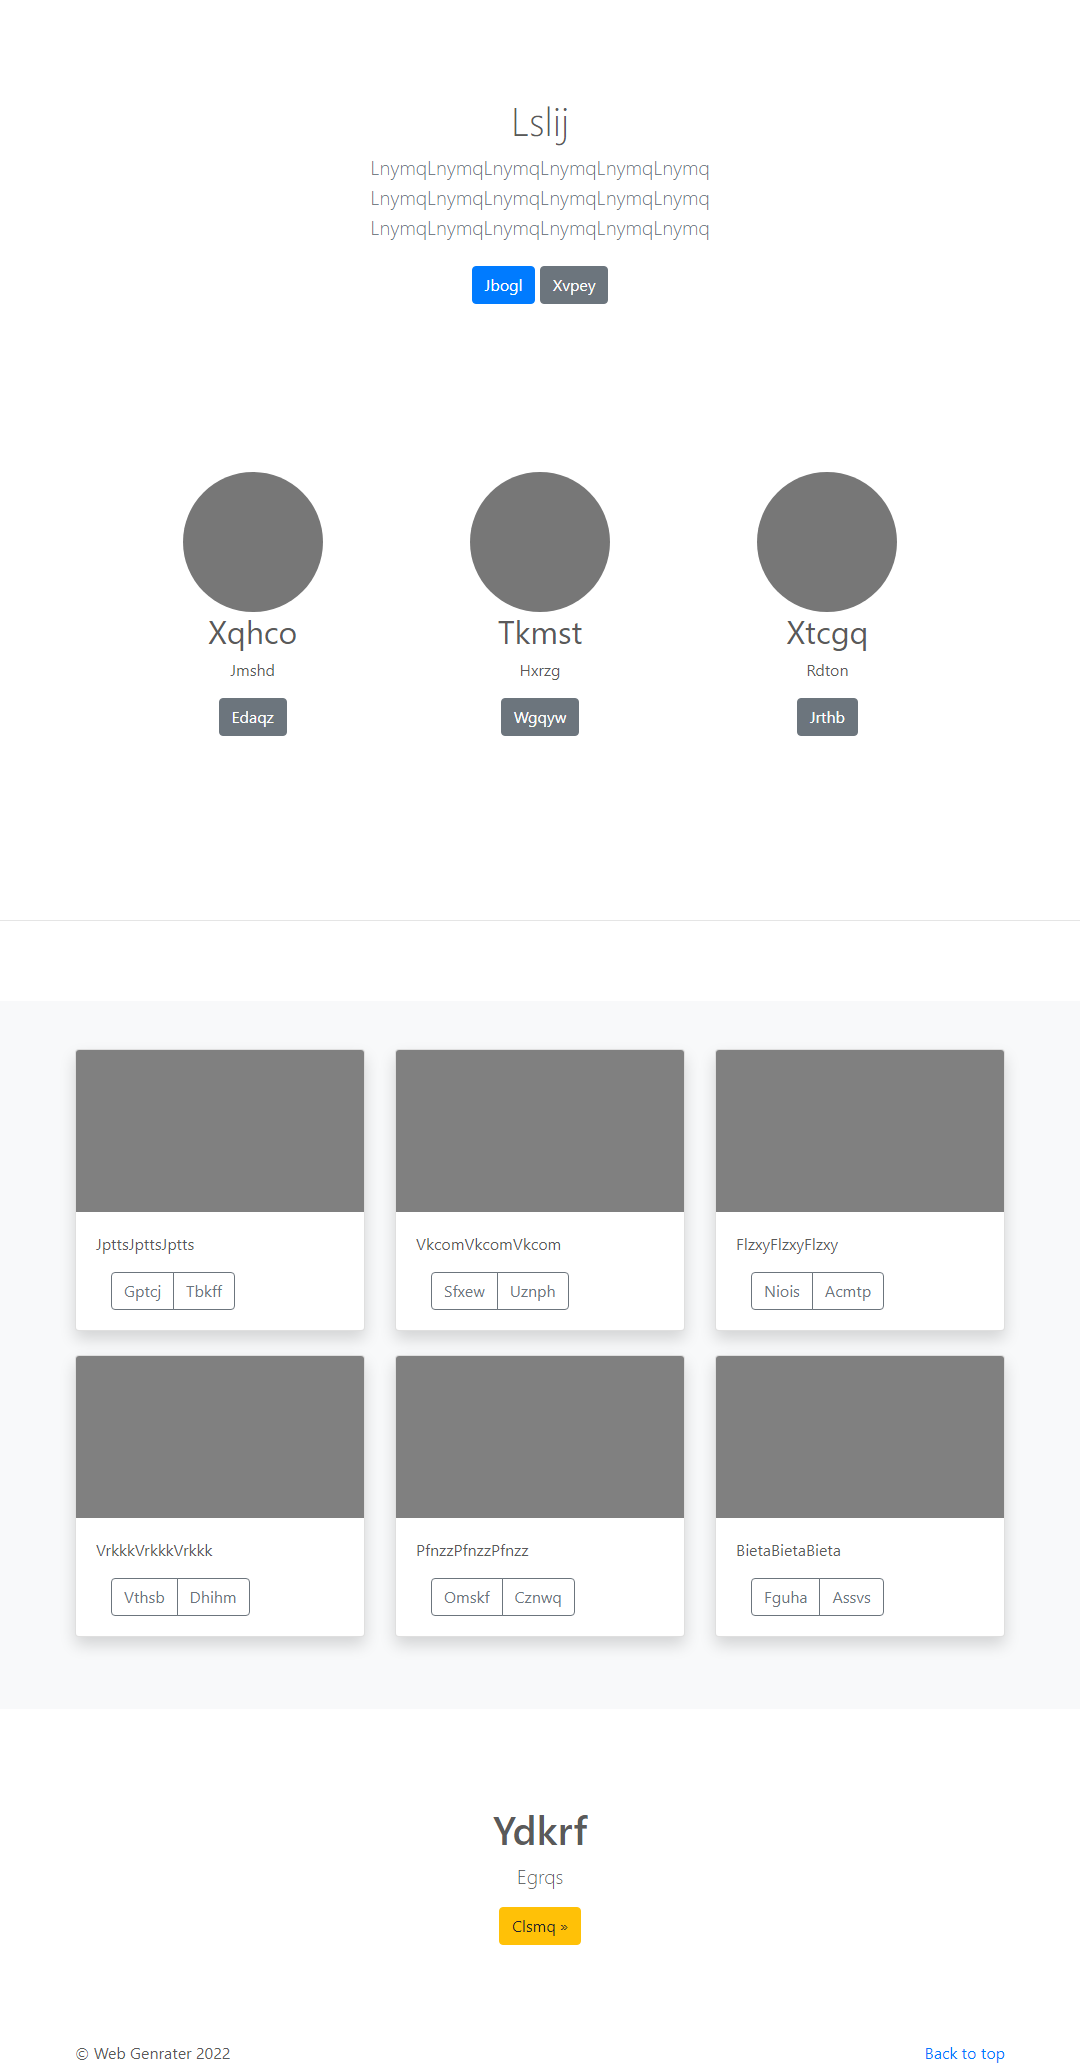 Lslij
LnymqLnymqLnymqLnymqLnymqLnymq
LnymqLnymqLnymqLnymqLnymqLnymq
LnymqLnymqLnymqLnymqLnymqLnymq
Jbogl Xvpey
Xqhco Tkmst Xtcgq
Jmshd Hxrzg Rdton
Edaqz Wgqyw Jrthb
JpttsJpttsJptts VkcomVkcomVkcom FlzxyFlzxyFlzxy
Gptcj Tbkff Sfxew Uznph Niois Acmtp
VrkkkVrkkkVrkkk PfnzzPfnzzPfnzz BietaBietaBieta
Vthsb Dhihm Omskf Cznwq Fguha Assvs
Ydkrf
Egrqs
Clsmq »
© Web Genrater 2022 Back to top